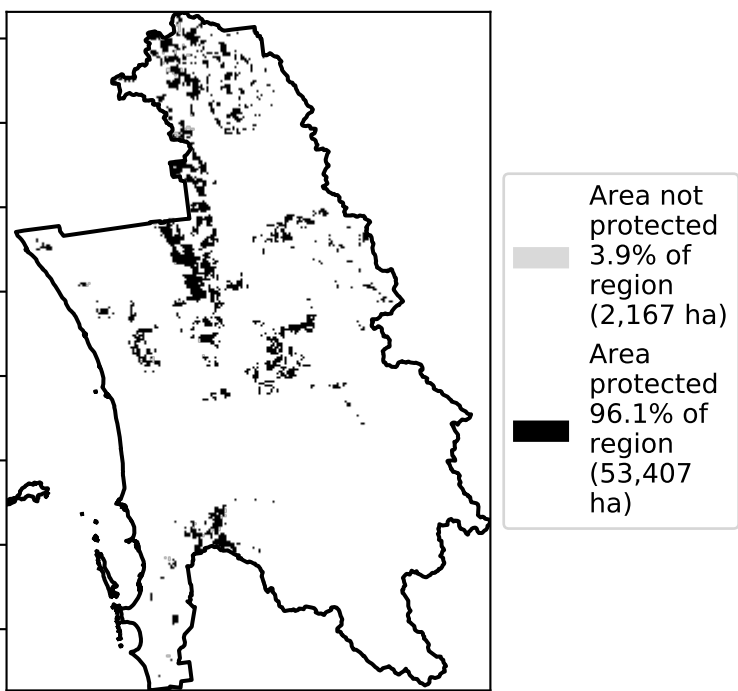 Area not
protected
3.9% of
region
(2,167 ha)
Area
protected
96.1% of
region
(53,407
ha)